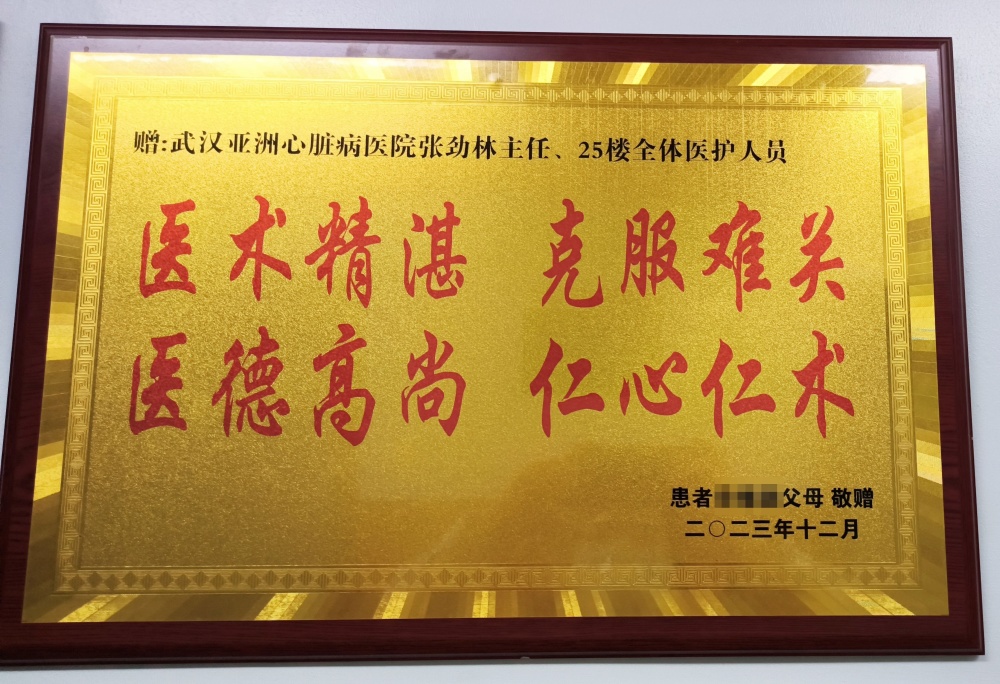 赠:武汉亚洲心脏病医院张劲林主任、25楼全体医护人员
医术精湛 克服难关
医德高尚 仁心仁术
患者 父母 敬赠
二〇二三年十二月